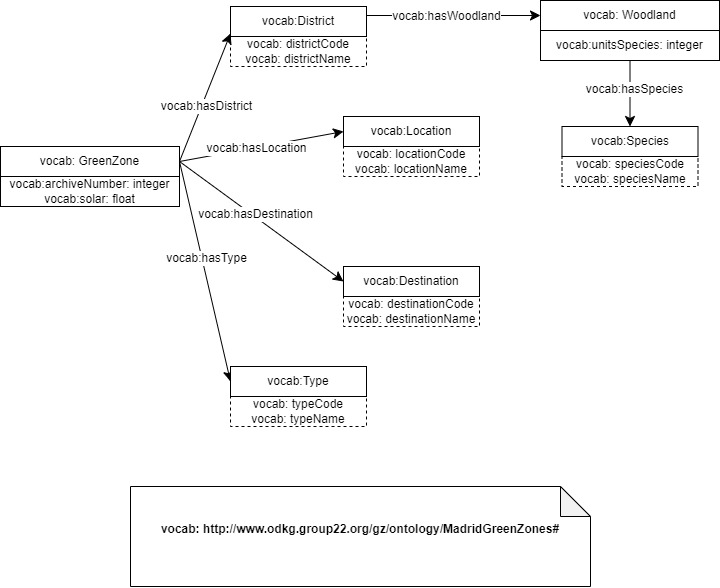 vocab:District
vocab: districtCode
vocab: districtName
vocab:hasWoodland
vocab: Woodland
vocab:unitsSpecies: integer
vocab:hasSpecies
vocab:Species
vocab: speciesCode
vocab: speciesName
vocab:hasDistrict
vocab: GreenZone
vocab:archiveNumber: integer
vocab:solar: float
vocab:hasLocation
vocab:Location
vocab: locationCode
vocab: locationName
vocab:hasDestination
vocab:Destination
vocab: destinationCode
vocab: destinationName
vocab:hasType
vocab:Type
vocab: typeCode
vocab: typeName
vocab: http://www.odkg.group22.org/gz/ontology/MadridGreenZones#